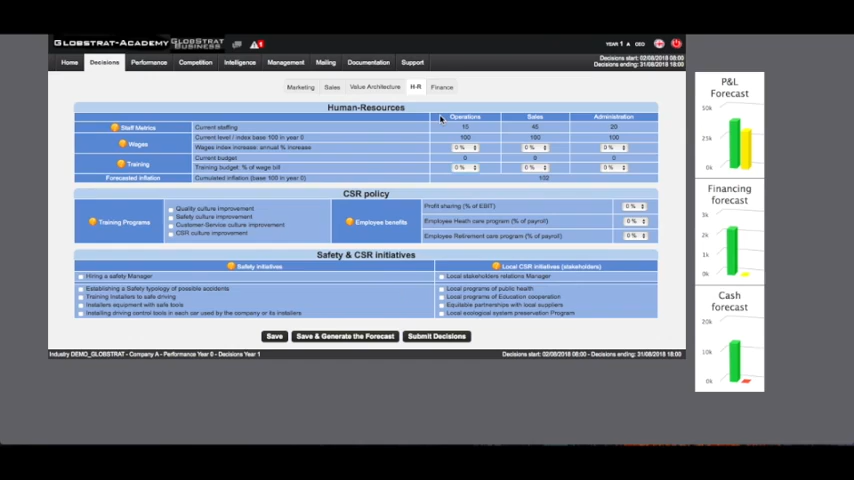 GLOBSTRAT-ACADEMY GLOBSTRAT BUSINESS YEAR 1 A CEO
Home Decisions Performance Competition Intelligence Management Mailing Documentation Support Decisions start: 02/08/2018 08:00
Decisions ending: 31/08/2018 18:00
Marketing Sales Value Architecture H-R Finance
Human-Resources
Operations Sales Administration
Staff Metrics Current staffing 15 45 20
Wages Current level / index base 100 in year 0 100 100 100
Wages index increase: annual % increase 0 % 0 % 0 %
Training Current budget 0 0 0
Training budget: % of wage bill 0 % 0 % 0 %
Forecasted inflation Cumulated inflation (base 100 in year 0) 102
CSR policy
Training Programs
Quality culture improvement
Safety culture improvement
Customer-Service culture improvement
CSR culture improvement
Employee benefits
Profit sharing (% of EBIT) 0 %
Employee Health care program (% of payroll) 0 %
Employee Retirement care program (% of payroll) 0 %
Safety & CSR initiatives
Safety initiatives Local CSR initiatives (stakeholders)
Hiring a safety Manager Local stakeholders relations Manager
Establishing a Safety typology of possible accidents Local programs of public health
Training Installers to safe driving Local programs of Education cooperation
Installers equipment with safe tools Equitable partnerships with local suppliers
Installing driving control tools in each car used by the company or its installers Local ecological system preservation Program
Save Save & Generate the Forecast Submit Decisions
Industry DEMO_GLOBSTRAT - Company A - Performance Year 0 - Decisions Year 1 Decisions start: 02/08/2018 08:00 Decisions ending: 31/08/2018 18:00
P&L
Forecast
50k
25k
0k
Financing
forecast
3k
2k
1k
0k
Cash
forecast
20k
10k
0k